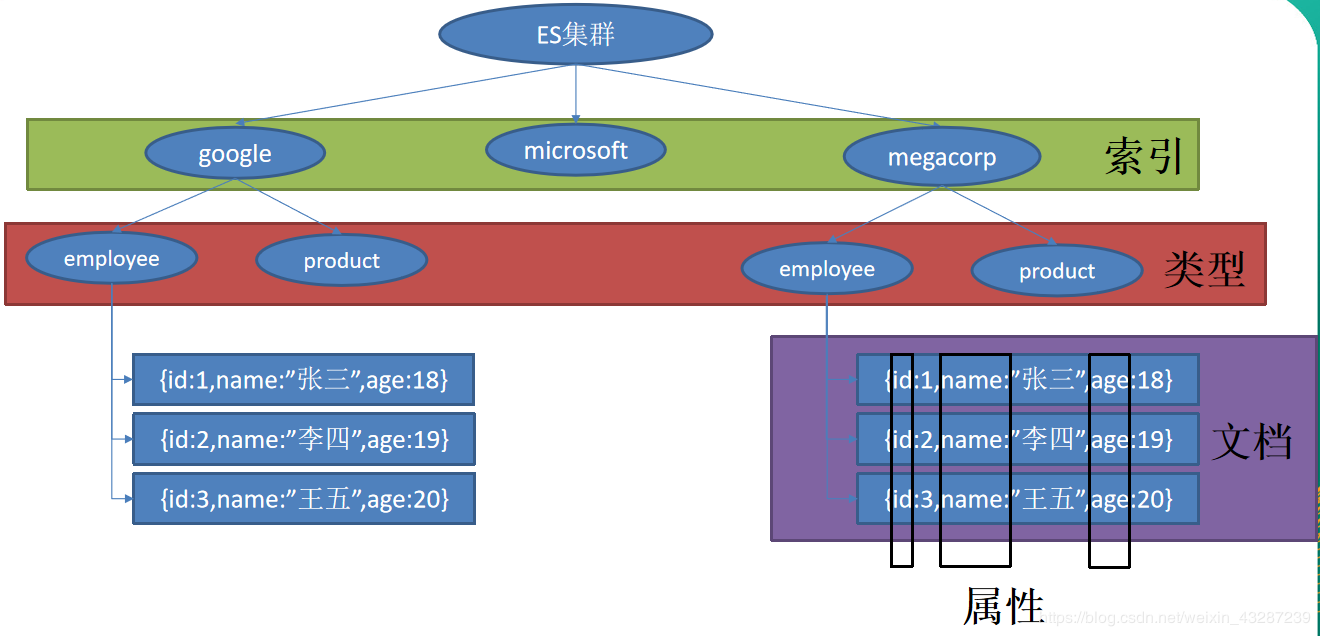 ES集群
google
microsoft
megacorp
索引
employee
product
employee
product
类型
{id:1,name:”张三”,age:18}
{id:2,name:”李四”,age:19}
{id:3,name:”王五”,age:20}
{id:1,name:”张三”,age:18}
{id:2,name:”李四”,age:19}
{id:3,name:”王五”,age:20}
文档
属性
https://blog.csdn.net/weixin_43287239